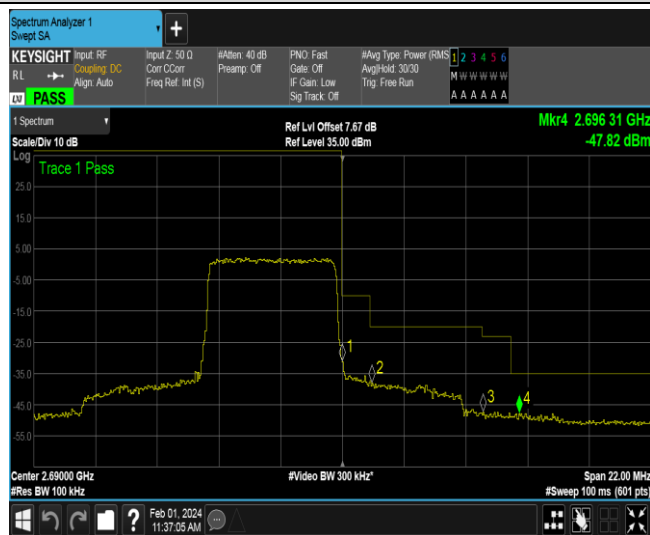 Spectrum Analyzer 1
Swept SA
+
KEYSIGHT
RL
LXI PASS
Input: RF
Coupling: DC
Align: Auto
Input Z: 50 Ω
Corr CCorr
Freq Ref: Int (S)
#Atten: 40 dB
Preamp: Off
PNO: Fast
Gate: Off
IF Gain: Low
Sig Track: Off
#Avg Type: Power (RMS
Avg|Hold: 30/30
Trig: Free Run
1 2 3 4 5 6
M W W W W W
A A A A A A
1 Spectrum
Scale/Div 10 dB
Ref Lvl Offset 7.67 dB
Ref Level 35.00 dBm
Mkr4 2.696 31 GHz
-47.82 dBm
Log
Trace 1 Pass
25.0
15.0
5.00
-5.00
-15.0
-25.0
-35.0
-45.0
-55.0
1
2
3
4
Center 2.69000 GHz
#Res BW 100 kHz
#Video BW 300 kHz*
Span 22.00 MHz
#Sweep 100 ms (601 pts)
?
Feb 01, 2024
11:37:05 AM